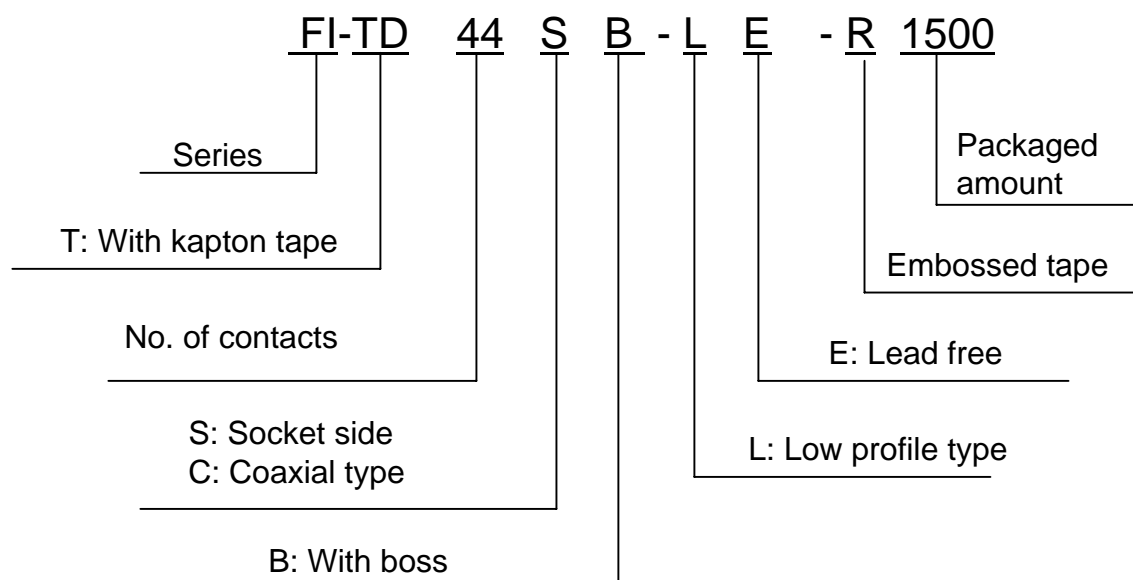 FI-TD 44 S B - L E - R 1500
Series
Packaged
amount
T: With kapton tape
Embossed tape
No. of contacts
E: Lead free
S: Socket side
C: Coaxial type
L: Low profile type
B: With boss